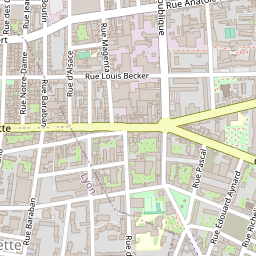 Rue Anatole
Rue d'Alsace
Rue Magenta
Rue Louis Becker
Rue Notre-Dame
Rue Baraban
Lyon
Rue Pascal
Rue Édouard Aynard
Rue Baraban
Rue d